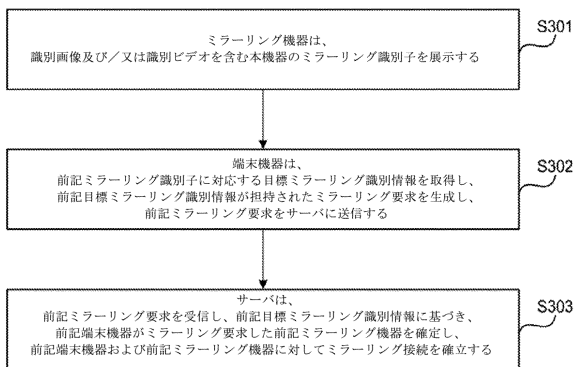 S301
ミラーリング機器は、
識別画像及び／又は識別ビデオを含む本機器のミラーリング識別子を展示する
S302
端末機器は、
前記ミラーリング識別子に対応する目標ミラーリング識別情報を取得し、
前記目標ミラーリング識別情報が担持されたミラーリング要求を生成し、
前記ミラーリング要求をサーバに送信する
S303
サーバは、
前記ミラーリング要求を受信し、前記目標ミラーリング識別情報に基づき、
前記端末機器がミラーリング要求した前記ミラーリング機器を確定し、
前記端末機器および前記ミラーリング機器に対してミラーリング接続を確立する